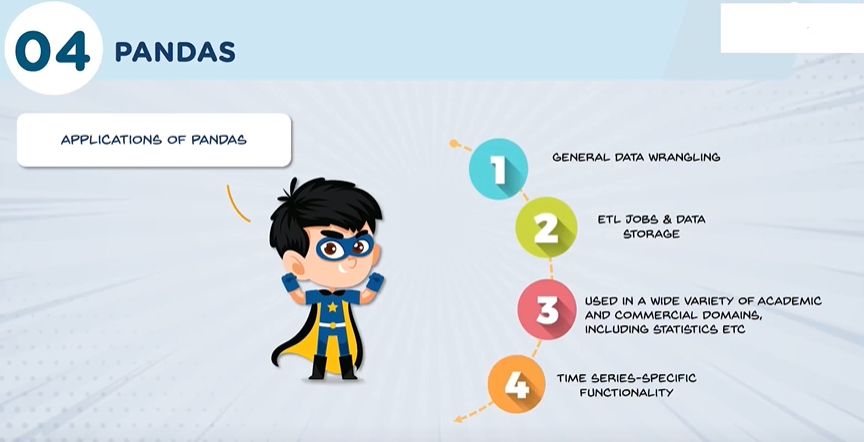 04 PANDAS
APPLICATIONS OF PANDAS
1
GENERAL DATA WRANGLING
2
ETL JOBS & DATA
STORAGE
3
USED IN A WIDE VARIETY OF ACADEMIC
AND COMMERCIAL DOMAINS,
INCLUDING STATISTICS ETC
4
TIME SERIES-SPECIFIC
FUNCTIONALITY